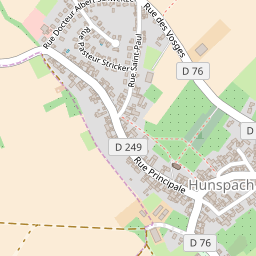 Rue Docteur Albert Schweitzer
Rue Pasteur Stricker
Rue Saint-Paul
Rue des Vosges
D 76
D
D 249
Rue Principale
Hunspach
D 76